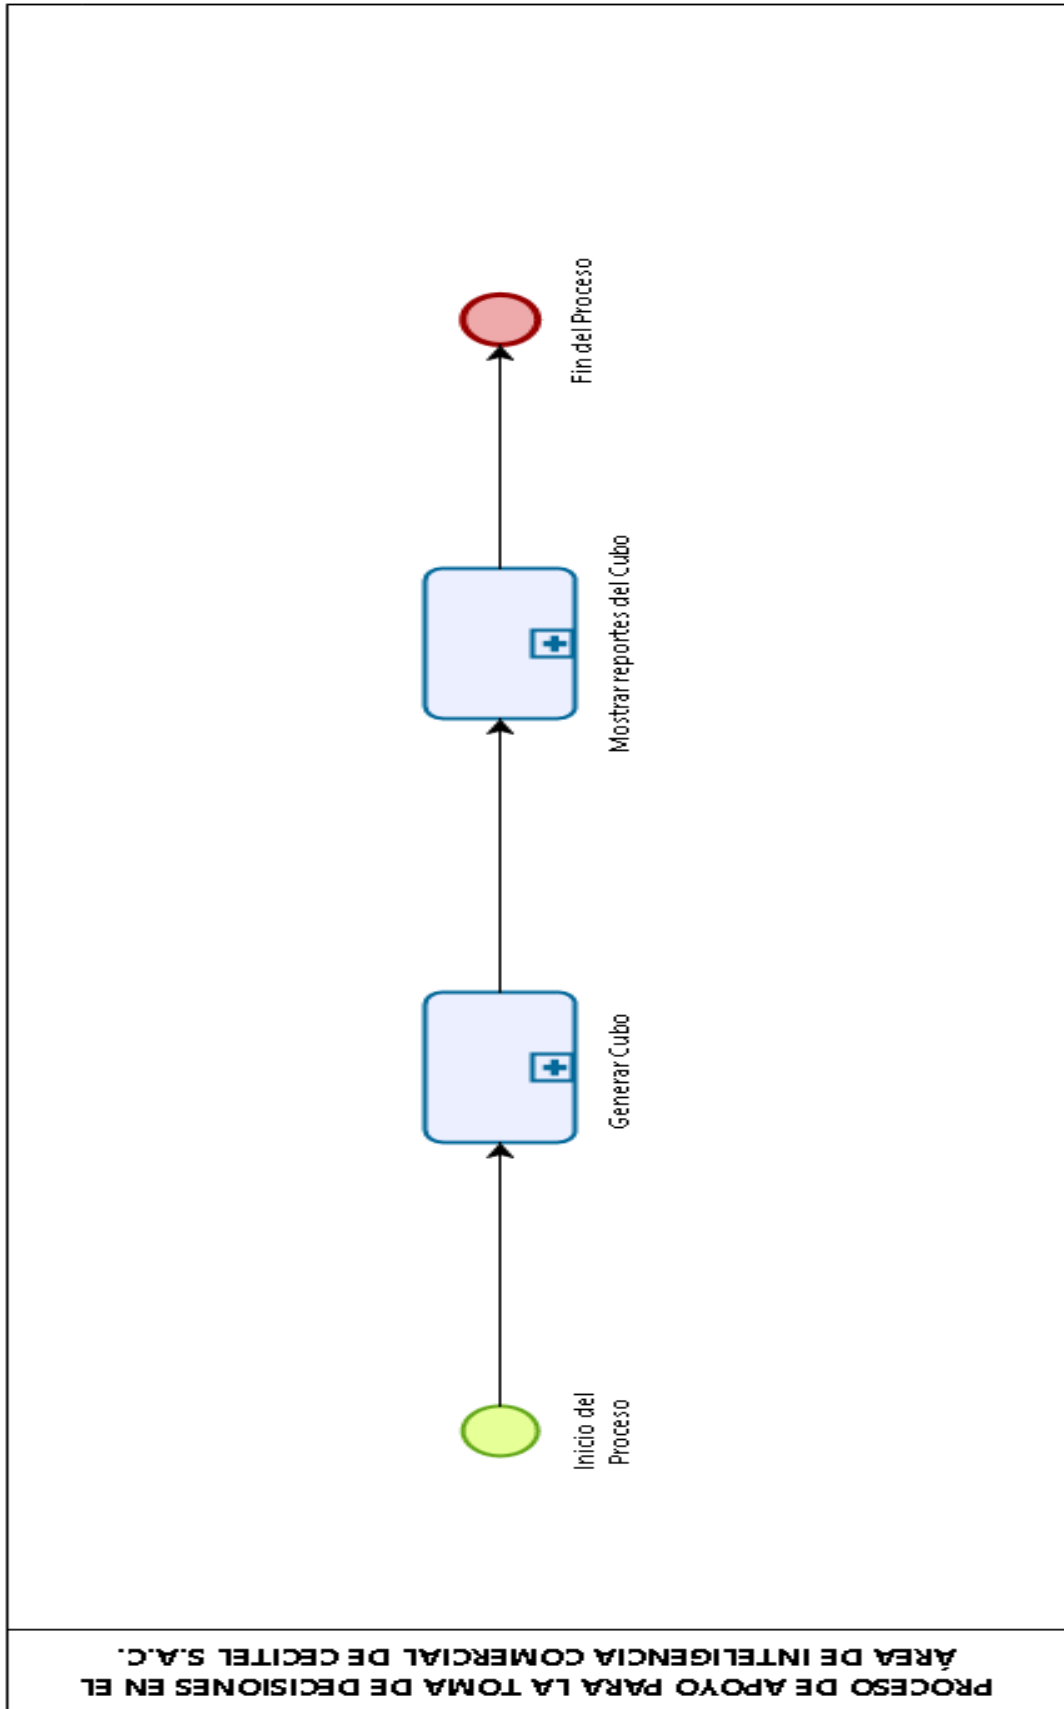 PROCESO DE APOYO PARA LA TOMA DE DECISIONES EN EL
ÁREA DE INTELIGENCIA COMERCIAL DE CECITEL S.A.C.
Inicio del
Proceso
Generar Cubo
Mostrar reportes del Cubo
Fin del Proceso